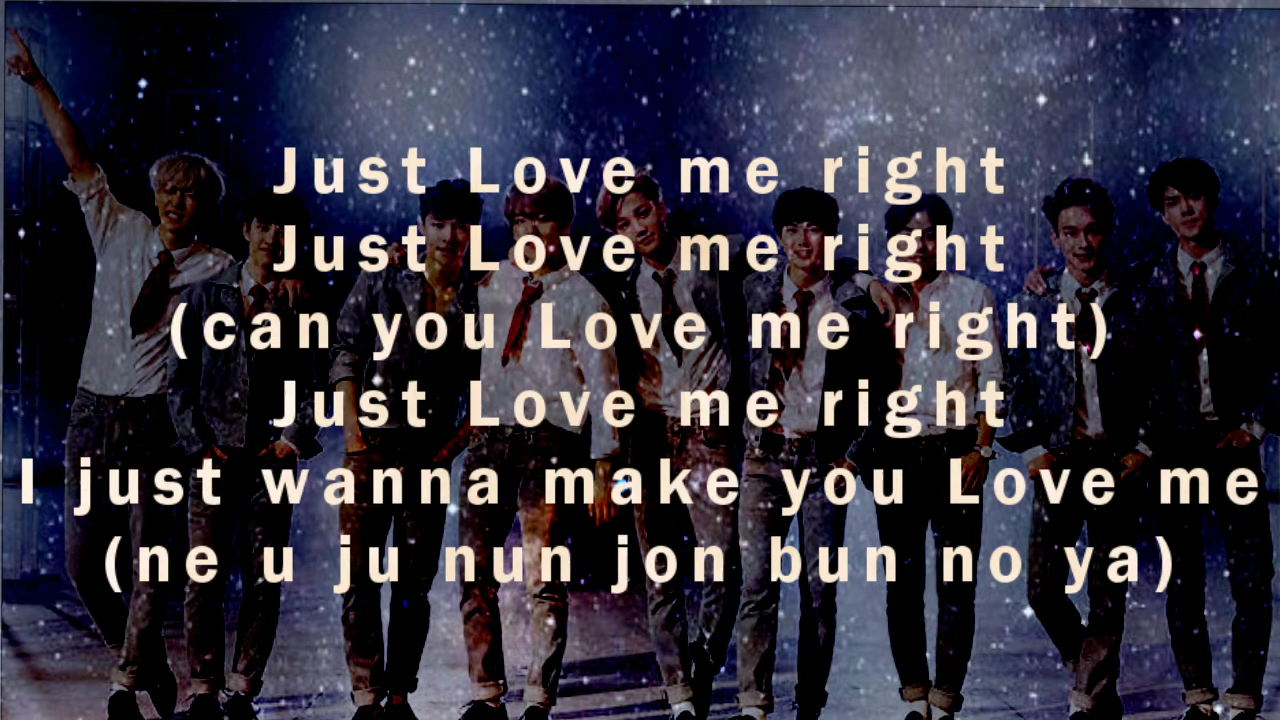 Just Love me right
Just Love me right
(can you Love me right)
Just Love me right
I just wanna make you Love me
(ne u ju nun jon bun no ya)